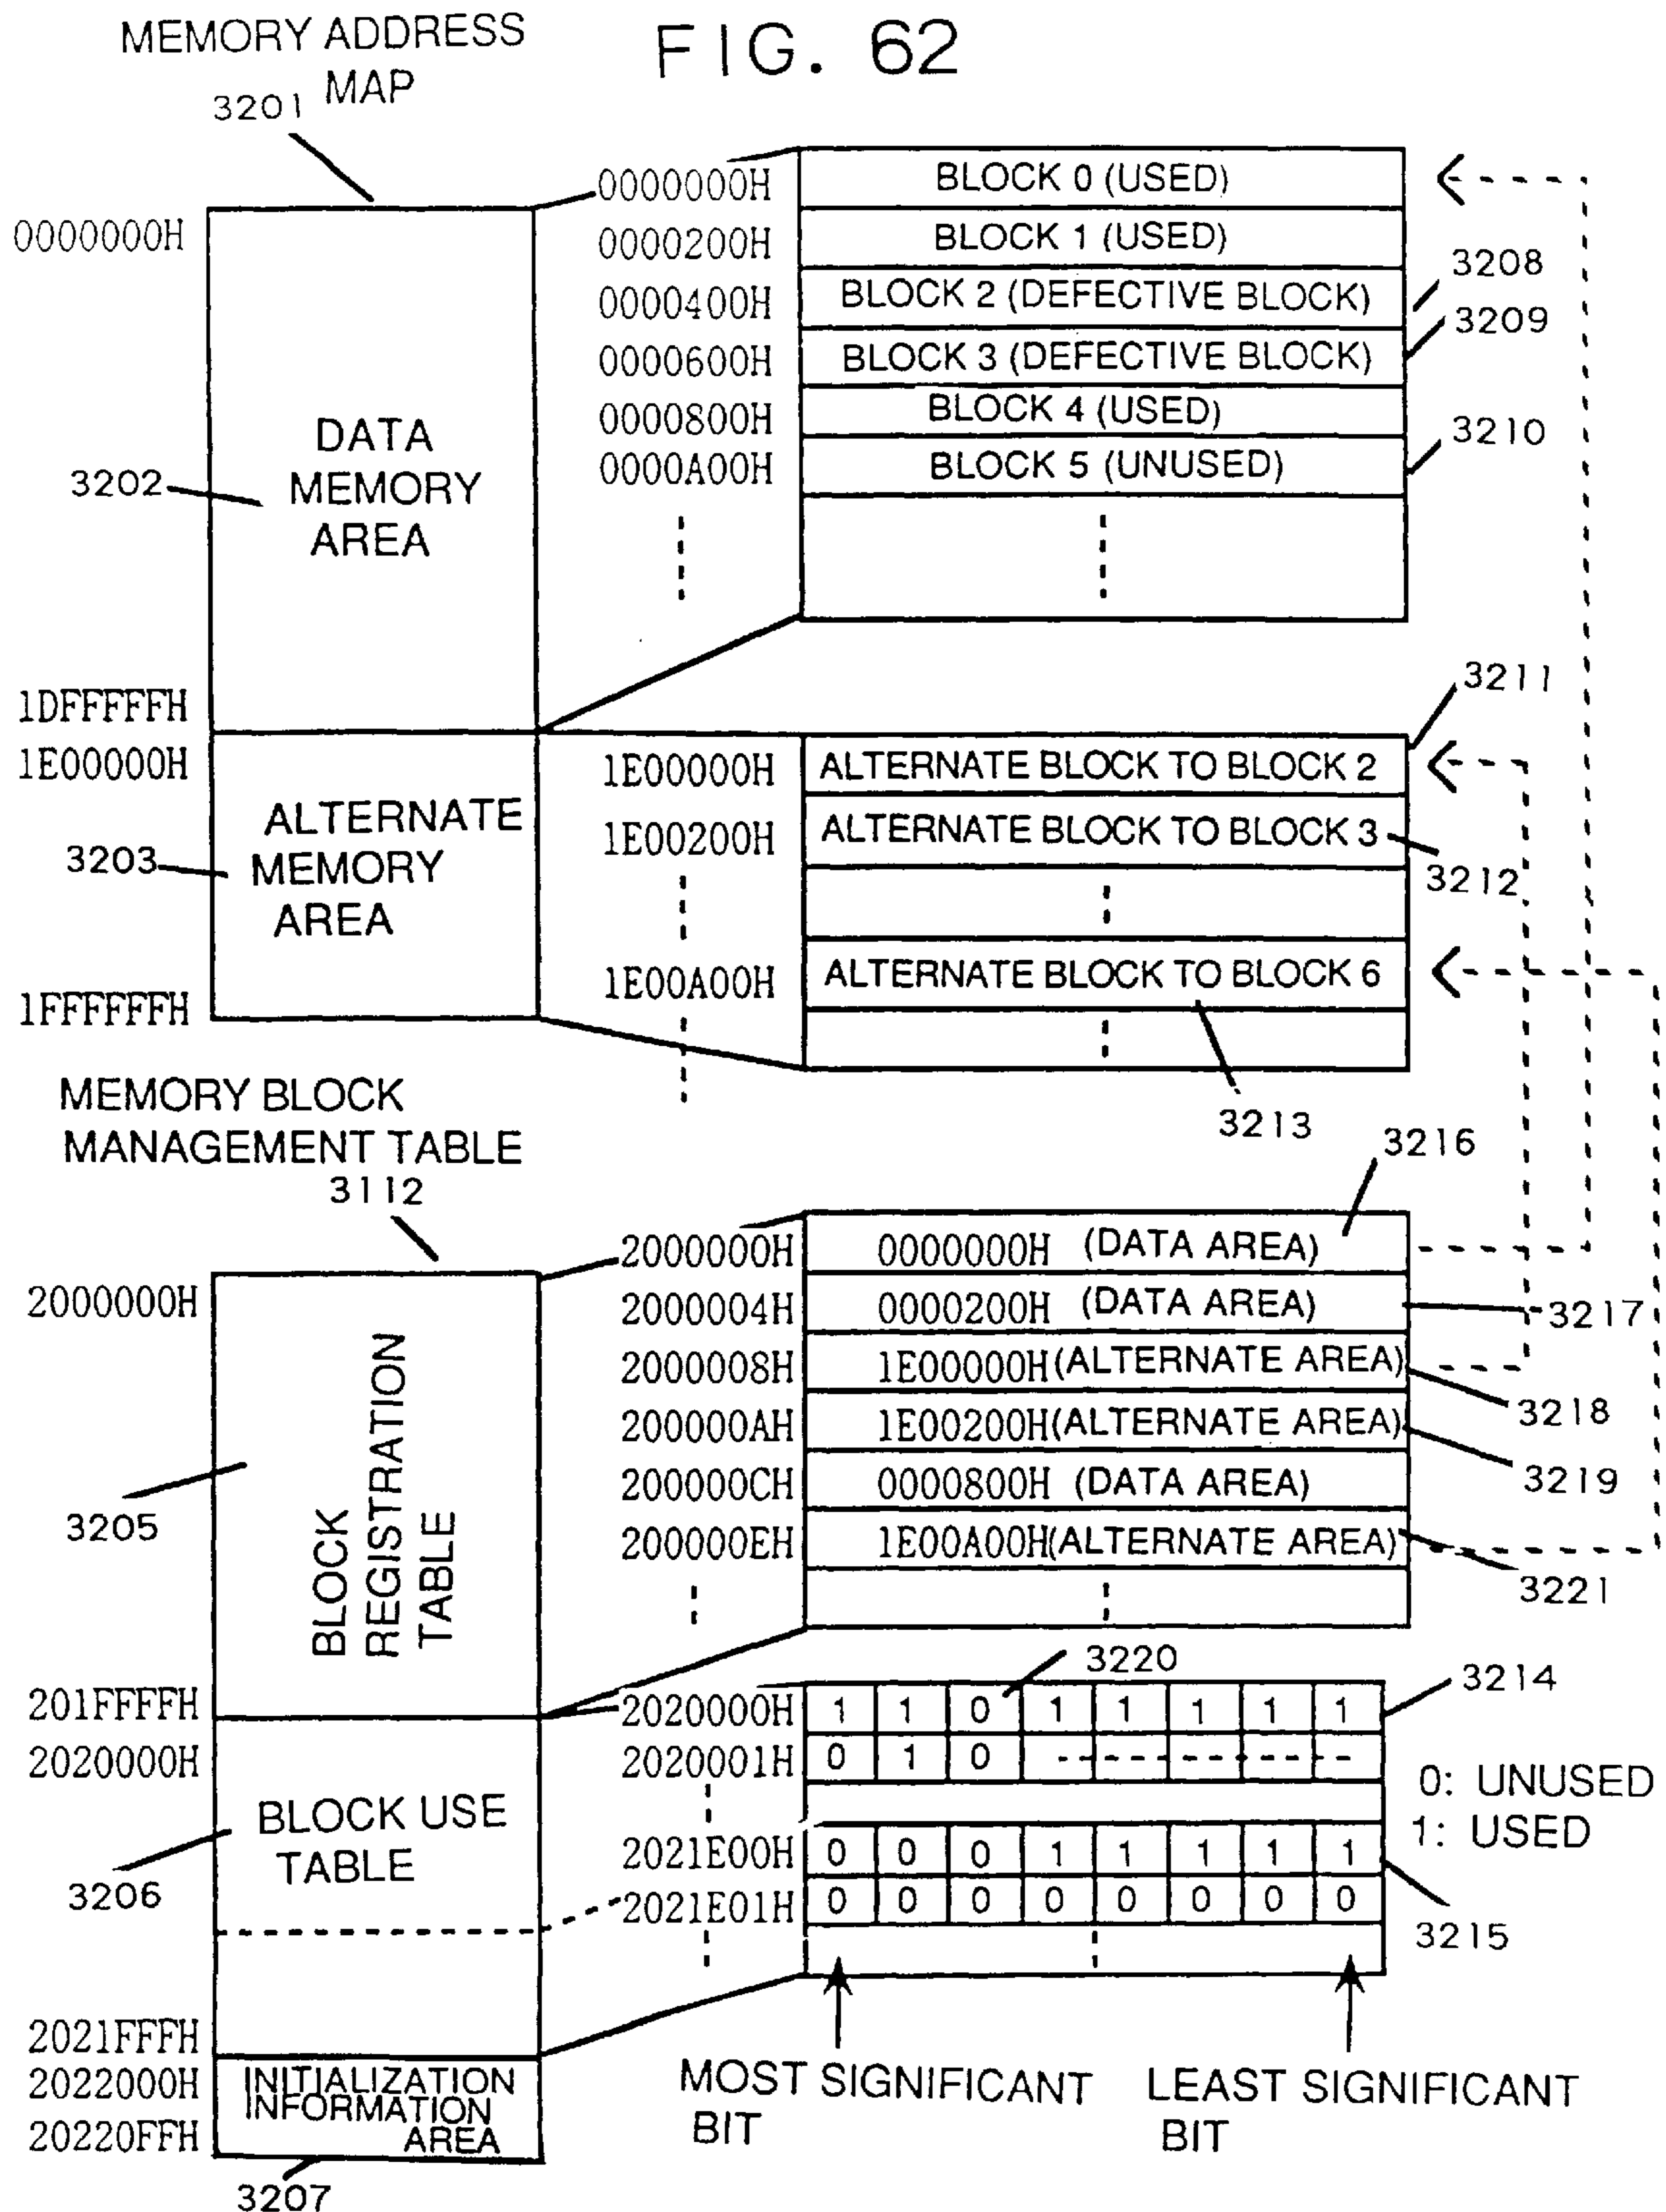 FIG. 62
MEMORY ADDRESS
MAP
3201
0000000H
DATA
MEMORY
AREA
3202
1DFFFFFH
1E00000H
ALTERNATE
MEMORY
AREA
3203
1FFFFFFH
0000000H BLOCK 0 (USED)
0000200H BLOCK 1 (USED)
0000400H BLOCK 2 (DEFECTIVE BLOCK)
3208
0000600H BLOCK 3 (DEFECTIVE BLOCK)
3209
0000800H BLOCK 4 (USED)
0000A00H BLOCK 5 (UNUSED)
3210
3211
1E00000H ALTERNATE BLOCK TO BLOCK 2
1E00200H ALTERNATE BLOCK TO BLOCK 3
3212
1E00A00H ALTERNATE BLOCK TO BLOCK 6
3213
MEMORY BLOCK
MANAGEMENT TABLE
3112
2000000H
BLOCK
REGISTRATION
TABLE
3205
201FFFFH
2020000H
BLOCK USE
TABLE
3206
2021FFFH
2022000H
20220FFH
INITIALIZATION
INFORMATION
AREA
3207
3216
2000000H 0000000H (DATA AREA)
2000004H 0000200H (DATA AREA)
3217
2000008H 1E00000H(ALTERNATE AREA)
3218
200000AH 1E00200H(ALTERNATE AREA)
3219
200000CH 0000800H (DATA AREA)
200000EH 1E00A00H(ALTERNATE AREA)
3221
3220
2020000H 1 1 0 1 1 1 1 1
3214
2020001H 0 1 0
0: UNUSED
1: USED
2021E00H 0 0 0 1 1 1 1 1
2021E01H 0 0 0 0 0 0 0 0
3215
MOST SIGNIFICANT
BIT
LEAST SIGNIFICANT
BIT